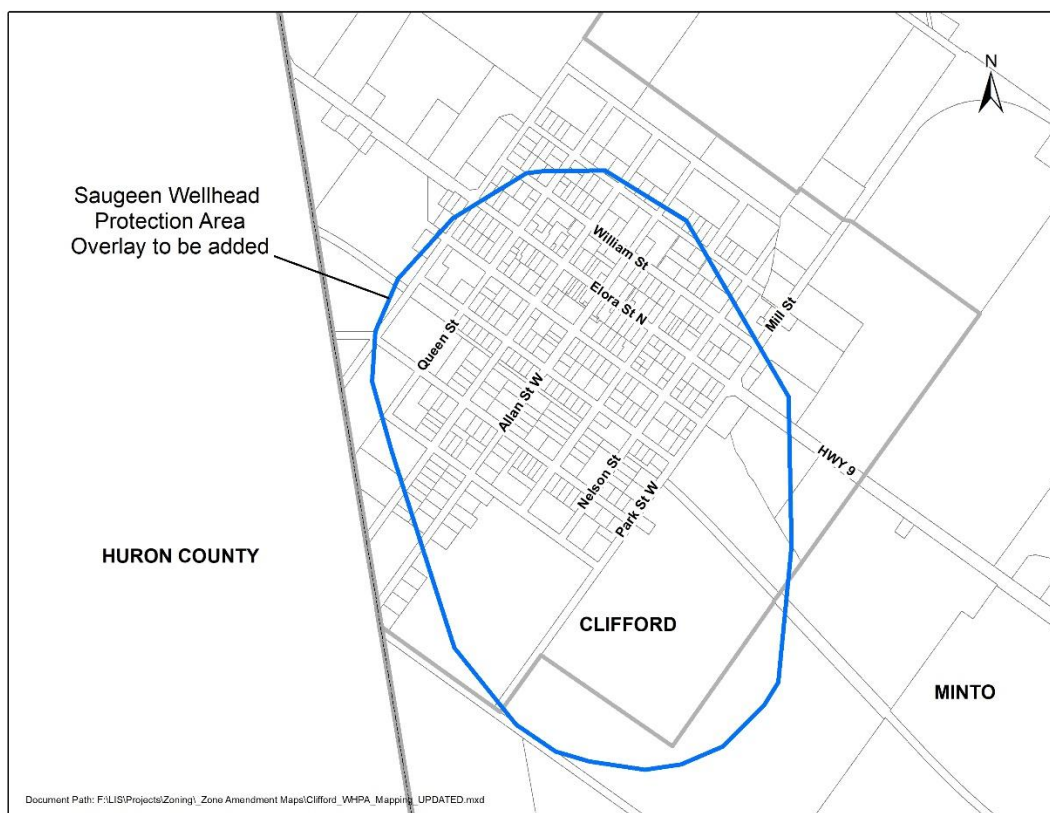 N
Saugeen Wellhead
Protection Area
Overlay to be added
William St
Elora St N
Mill St
Queen St
Allan St W
HWY 9
Nelson St
Park St W
HURON COUNTY
CLIFFORD
MINTO
Document Path: F:\LIS\Projects\Zoning\_Zone Amendment Maps\Clifford_WHPA_Mapping_UPDATED.mxd